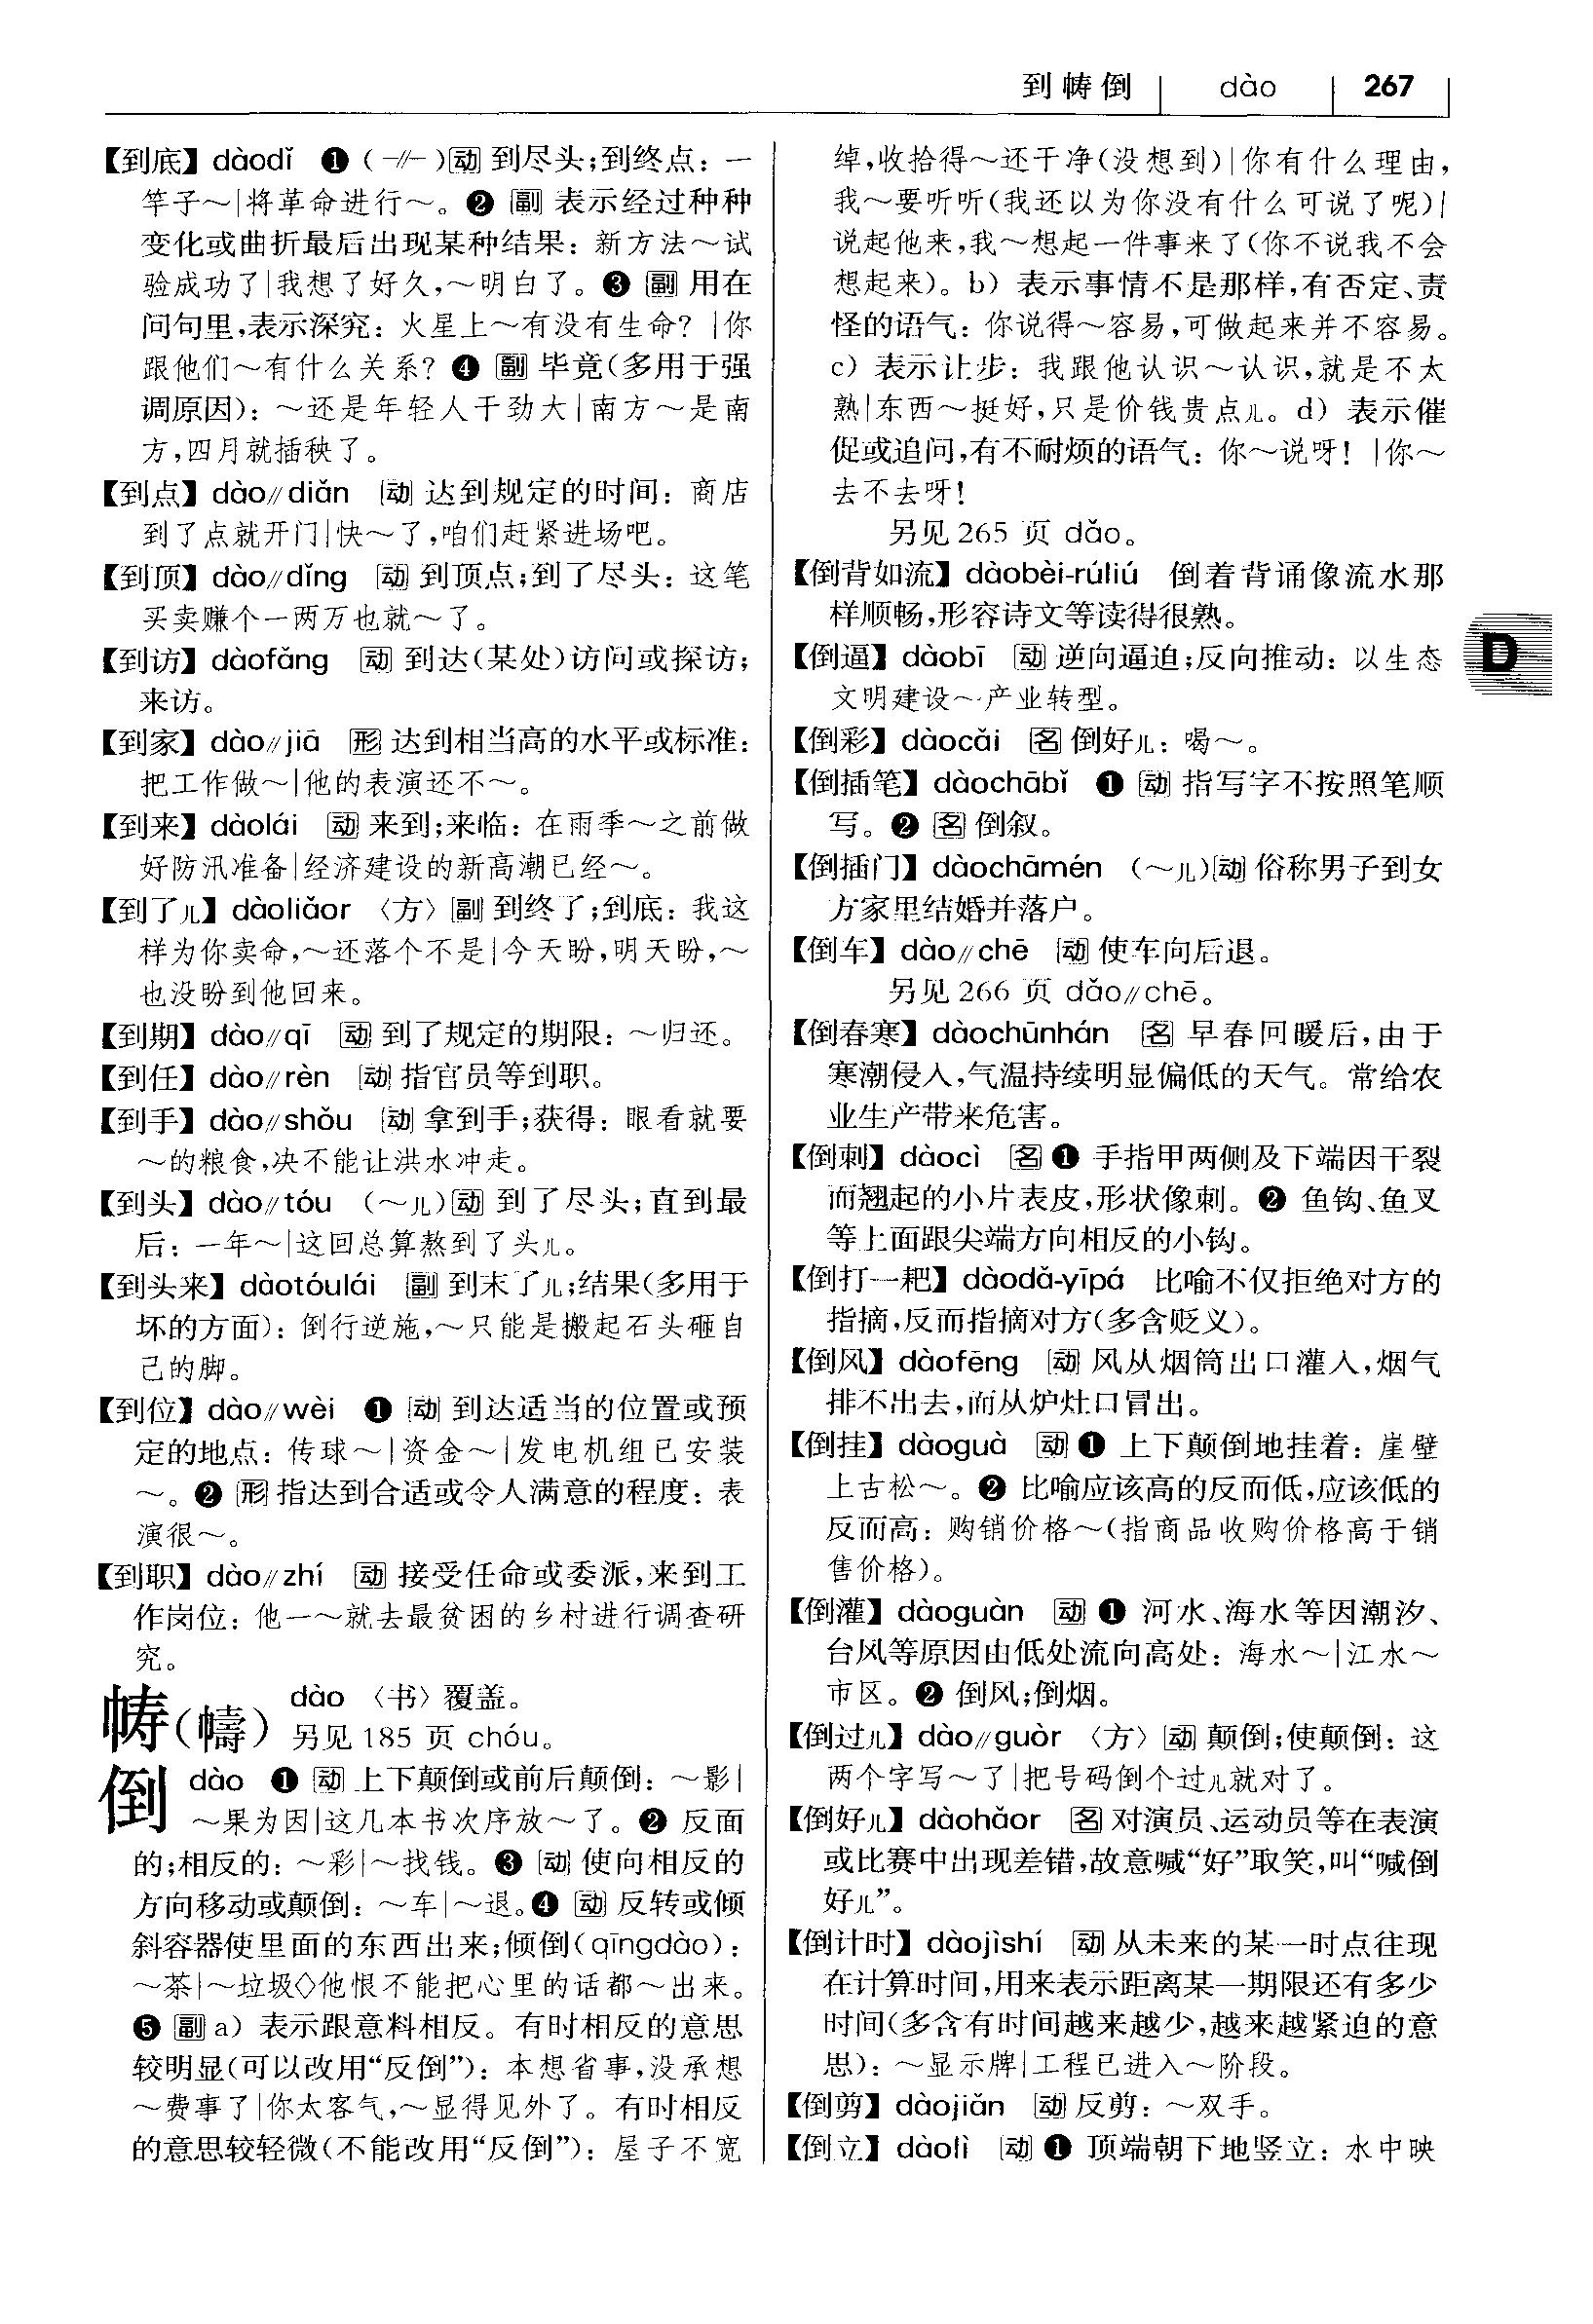 到帱倒 dào 267
【到底】dàodǐ ❶(-//-)动 到尽头;到终点：一
竿子～|将革命进行～。❷ 副 表示经过种种
变化或曲折最后出现某种结果：新方法～试
验成功了|我想了好久,～明白了。❸ 副 用在
问句里,表示深究：火星上～有没有生命？|你
跟他们～有什么关系？❹ 副 毕竟(多用于强
调原因)：～还是年轻人干劲大|南方～是南
方,四月就插秧了。
【到点】dào//diǎn 动 达到规定的时间：商店
到了点就开门|快～了,咱们赶紧进场吧。
【到顶】dào//dǐng 动 到顶点;到了尽头：这笔
买卖赚个一两万也就～了。
【到访】dàofǎng 动 到达(某处)访问或探访;
来访。
【到家】dào//jiā 形 达到相当高的水平或标准：
把工作做～|他的表演还不～。
【到来】dàolái 动 来到;来临：在雨季～之前做
好防汛准备|经济建设的新高潮已经～。
【到了儿】dàoliǎor 〈方〉副 到终了;到底：我这
样为你卖命,～还落个不是|今天盼,明天盼,～
也没盼到他回来。
【到期】dào//qī 动 到了规定的期限：～归还。
【到任】dào//rèn 动 指官员等到职。
【到手】dào//shǒu 动 拿到手;获得：眼看就要
～的粮食,决不能让洪水冲走。
【到头】dào//tóu (～儿)动 到了尽头;直到最
后：一年～|这回总算熬到了头儿。
【到头来】dàotóulái 副 到末了儿;结果(多用于
坏的方面)：倒行逆施,～只能是搬起石头砸自
己的脚。
【到位】dào//wèi ❶ 动 到达适当的位置或预
定的地点：传球～|资金～|发电机组已安装
～。❷ 形 指达到合适或令人满意的程度：表
演很～。
【到职】dào//zhí 动 接受任命或委派,来到工
作岗位：他一～就去最贫困的乡村进行调查研
究。
帱(幬) dào 〈书〉覆盖。
另见 185 页 chóu。
倒 dào ❶ 动 上下颠倒或前后颠倒：～影|
～果为因|这几本书次序放～了。❷ 反面
的;相反的：～彩|～找钱。❸ 动 使向相反的
方向移动或颠倒：～车|～退。❹ 动 反转或倾
斜容器使里面的东西出来;倾倒(qīngdào)：
～茶|～垃圾◇他恨不能把心里的话都～出来。
❺ 副 a）表示跟意料相反。有时相反的意思
较明显(可以改用“反倒”)：本想省事,没承想
～费事了|你太客气,～显得见外了。有时相反
的意思较轻微(不能改用“反倒”)：屋子不宽
绰,收拾得～还干净(没想到)|你有什么理由,
我～要听听(我还以为你没有什么可说了呢)|
说起他来,我～想起一件事来了(你不说我不会
想起来)。b）表示事情不是那样,有否定、责
怪的语气：你说得～容易,可做起来并不容易。
c）表示让步：我跟他认识～认识,就是不太
熟|东西～挺好,只是价钱贵点儿。d）表示催
促或追问,有不耐烦的语气：你～说呀！|你～
去不去呀！
另见 265 页 dǎo。
【倒背如流】dàobèi-rúliú 倒着背诵像流水那
样顺畅,形容诗文等读得很熟。
【倒逼】dàobī 动 逆向逼迫;反向推动：以生态
文明建设～产业转型。
【倒彩】dàocǎi 名 倒好儿：喝～。
【倒插笔】dàochābǐ ❶ 动 指写字不按照笔顺
写。❷ 名 倒叙。
【倒插门】dàochāmén (～儿)动 俗称男子到女
方家里结婚并落户。
【倒车】dào//chē 动 使车向后退。
另见 266 页 dǎo//chē。
【倒春寒】dàochūnhán 名 早春回暖后,由于
寒潮侵入,气温持续明显偏低的天气。常给农
业生产带来危害。
【倒刺】dàocì 名 ❶ 手指甲两侧及下端因干裂
而翘起的小片表皮,形状像刺。❷ 鱼钩、鱼叉
等上面跟尖端方向相反的小钩。
【倒打一耙】dàodǎ-yīpá 比喻不仅拒绝对方的
指摘,反而指摘对方(多含贬义)。
【倒风】dàofēng 动 风从烟筒出口灌入,烟气
排不出去,而从炉灶口冒出。
【倒挂】dàoguà 动 ❶ 上下颠倒地挂着：崖壁
上古松～。❷ 比喻应该高的反而低,应该低的
反而高：购销价格～(指商品收购价格高于销
售价格)。
【倒灌】dàoguàn 动 ❶ 河水、海水等因潮汐、
台风等原因由低处流向高处：海水～|江水～
市区。❷ 倒风;倒烟。
【倒过儿】dào//guòr 〈方〉动 颠倒;使颠倒：这
两个字写～了|把号码倒个过儿就对了。
【倒好儿】dàohǎor 名 对演员、运动员等在表演
或比赛中出现差错,故意喊“好”取笑,叫“喊倒
好儿”。
【倒计时】dàojìshí 动 从未来的某一时点往现
在计算时间,用来表示距离某一期限还有多少
时间(多含有时间越来越少,越来越紧迫的意
思)：～显示牌|工程已进入～阶段。
【倒剪】dàojiǎn 动 反剪：～双手。
【倒立】dàolì 动 ❶ 顶端朝下地竖立：水中映
D